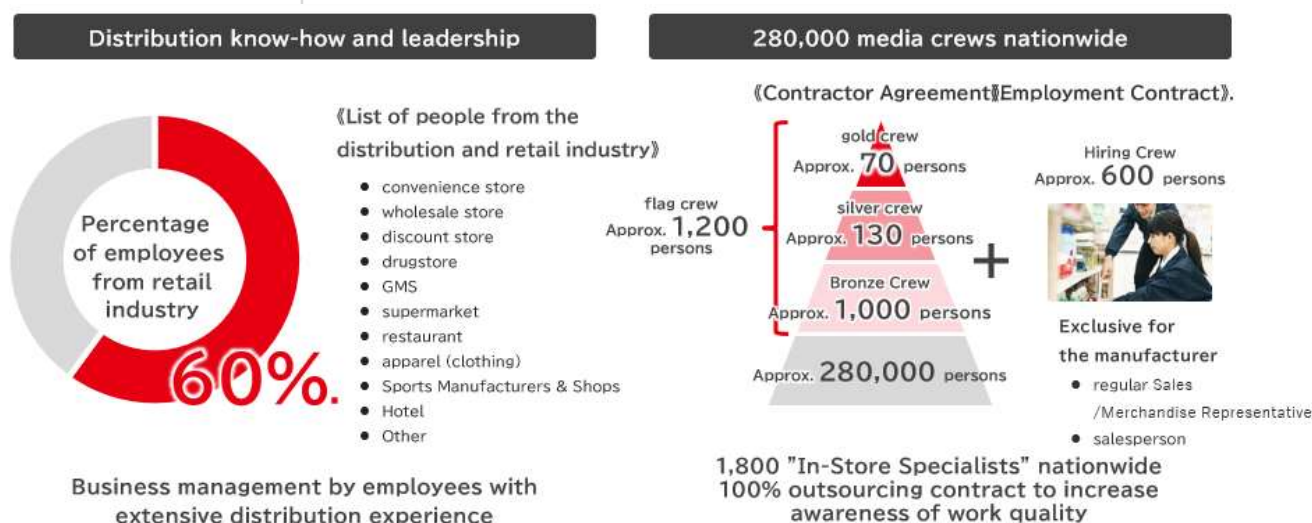 Distribution know-how and leadership
Percentage
of employees
from retail
industry
60%.
《List of people from the
distribution and retail industry》
● convenience store
● wholesale store
● discount store
● drugstore
● GMS
● supermarket
● restaurant
● apparel (clothing)
● Sports Manufacturers & Shops
● Hotel
● Other
Business management by employees with
extensive distribution experience
280,000 media crews nationwide
《Contractor Agreement》《Employment Contract》.
flag crew
Approx. 1,200
persons
gold crew
Approx. 70 persons
silver crew
Approx. 130 persons
Bronze Crew
Approx. 1,000 persons
Approx. 280,000 persons
+
Hiring Crew
Approx. 600 persons
Exclusive for
the manufacturer
● regular Sales
/Merchandise Representative
● salesperson
1,800 "In-Store Specialists" nationwide
100% outsourcing contract to increase
awareness of work quality